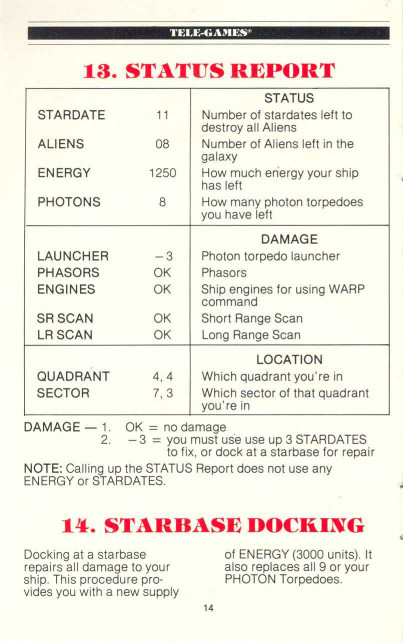 TELE-GAMES®
13. STATUS REPORT
STATUS
STARDATE 11 Number of stardates left to
destroy all Aliens
ALIENS 08 Number of Aliens left in the
galaxy
ENERGY 1250 How much energy your ship
has left
PHOTONS 8 How many photon torpedoes
you have left
DAMAGE
LAUNCHER –3 Photon torpedo launcher
PHASORS OK Phasors
ENGINES OK Ship engines for using WARP
command
SR SCAN OK Short Range Scan
LR SCAN OK Long Range Scan
LOCATION
QUADRANT 4, 4 Which quadrant you're in
SECTOR 7, 3 Which sector of that quadrant
you're in
DAMAGE — 1. OK = no damage
2. –3 = you must use use up 3 STARDATES
to fix, or dock at a starbase for repair
NOTE: Calling up the STATUS Report does not use any
ENERGY or STARDATES.
14. STARBASE DOCKING
Docking at a starbase
repairs all damage to your
ship. This procedure pro-
vides you with a new supply
of ENERGY (3000 units). It
also replaces all 9 or your
PHOTON Torpedoes.
14